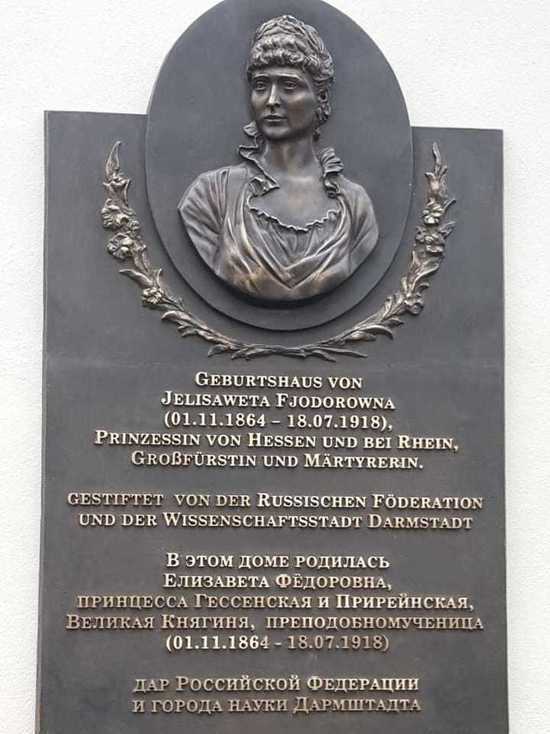 Geburtshaus von
Jelisaweta Fjodorowna
(01.11.1864 – 18.07.1918),
Prinzessin von Hessen und bei Rhein,
Großfürstin und Märtyrerin.
gestiftet von der Russischen Föderation
und der Wissenschaftsstadt Darmstadt
В этом доме родилась
Елизавета Фёдоровна,
принцесса Гессенская и Прирейнская,
Великая Княгиня, преподобномученица
(01.11.1864 - 18.07.1918)
дар Российской Федерации
и города науки Дармштадта